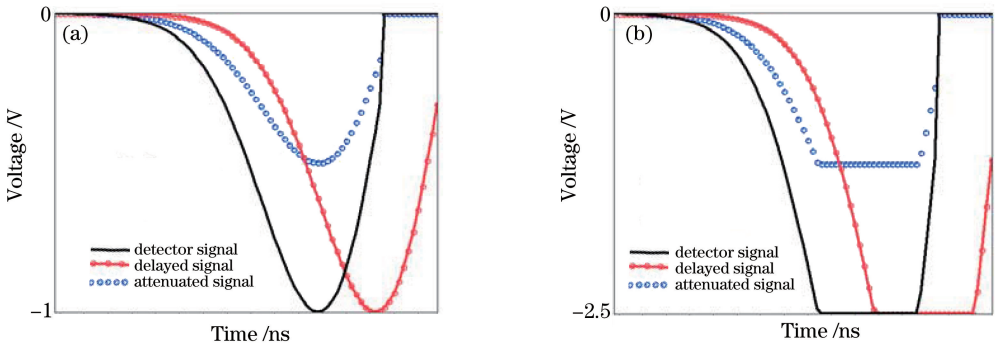 0
(a)
Voltage /V
detector signal
delayed signal
attenuated signal
−1
Time /ns
0
(b)
Voltage /V
detector signal
delayed signal
attenuated signal
−2.5
Time /ns